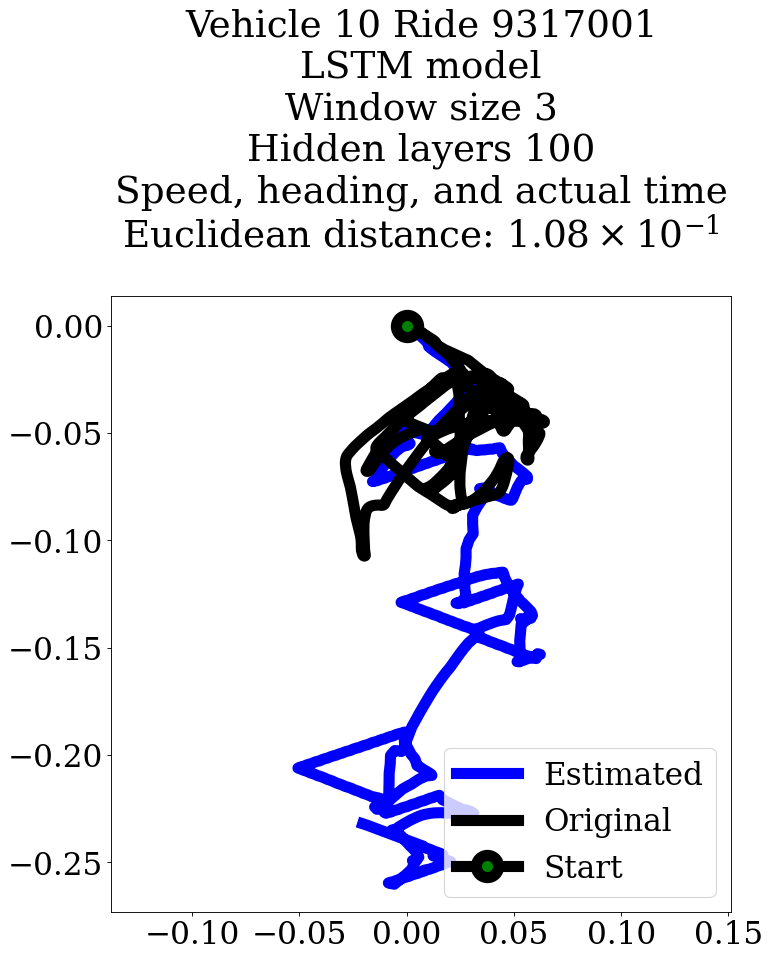 Vehicle 10 Ride 9317001
LSTM model
Window size 3
Hidden layers 100
Speed, heading, and actual time
Euclidean distance: 1.08 × 10⁻¹
0.00
−0.05
−0.10
−0.15
−0.20
−0.25
Estimated
Original
Start
−0.10 −0.05 0.00 0.05 0.10 0.15